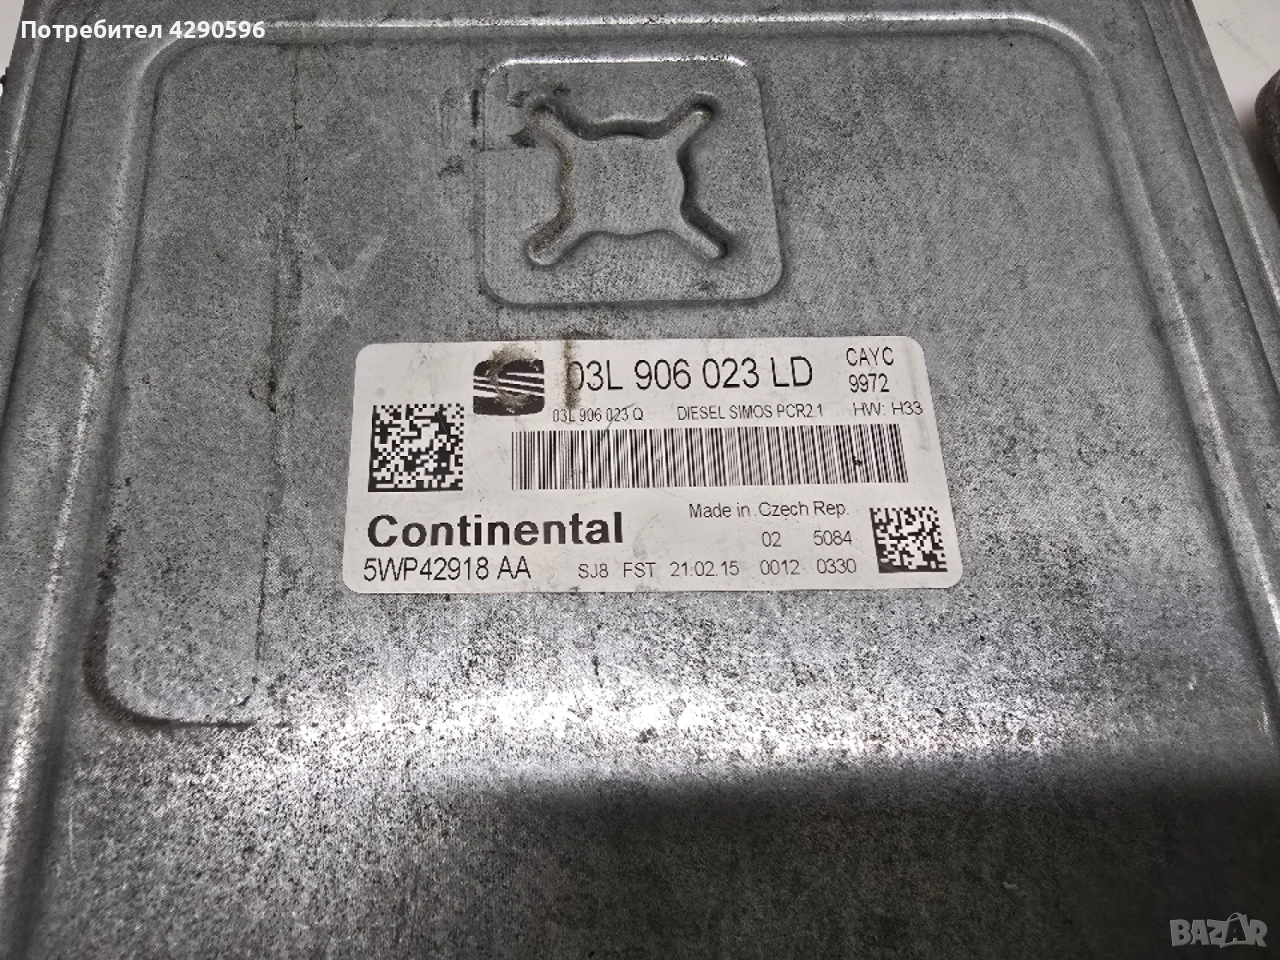 Потребител 4290596
03L 906 023 LD
CAYC
9972
03L 906 023 Q DIESEL SIMOS PCR2.1 HW: H33
Made in Czech Rep.
Continental
02 5084
5WP42918 AA
SJ8 FST 21.02.15 0012 0330
BAZAR